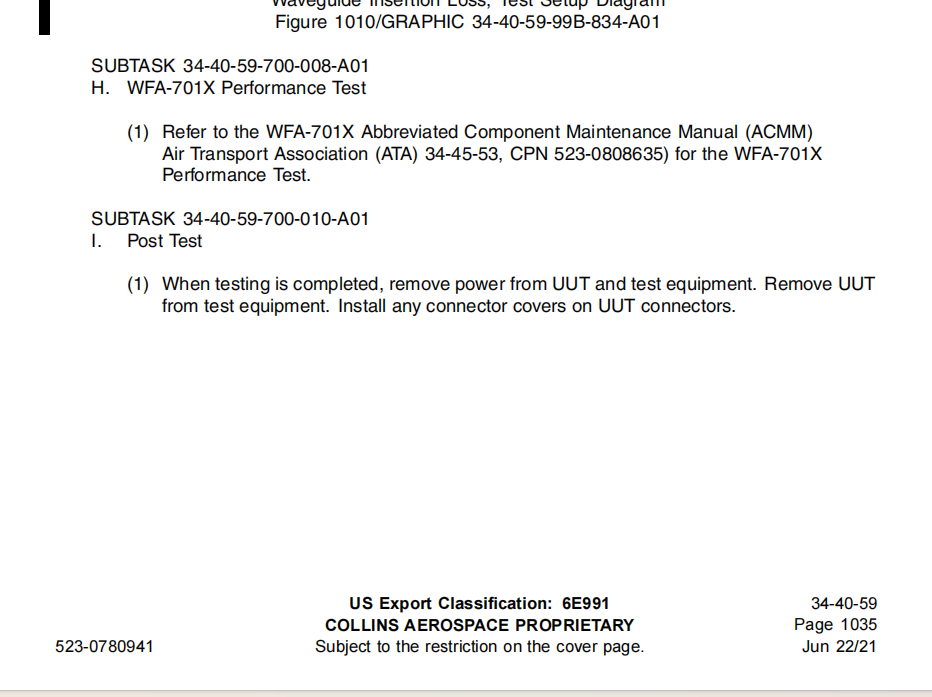 Waveguide Insertion Loss, Test Setup Diagram
Figure 1010/GRAPHIC 34-40-59-99B-834-A01
SUBTASK 34-40-59-700-008-A01
H. WFA-701X Performance Test
(1) Refer to the WFA-701X Abbreviated Component Maintenance Manual (ACMM)
Air Transport Association (ATA) 34-45-53, CPN 523-0808635) for the WFA-701X
Performance Test.
SUBTASK 34-40-59-700-010-A01
I. Post Test
(1) When testing is completed, remove power from UUT and test equipment. Remove UUT
from test equipment. Install any connector covers on UUT connectors.
US Export Classification: 6E991
34-40-59
COLLINS AEROSPACE PROPRIETARY
Page 1035
523-0780941
Subject to the restriction on the cover page.
Jun 22/21